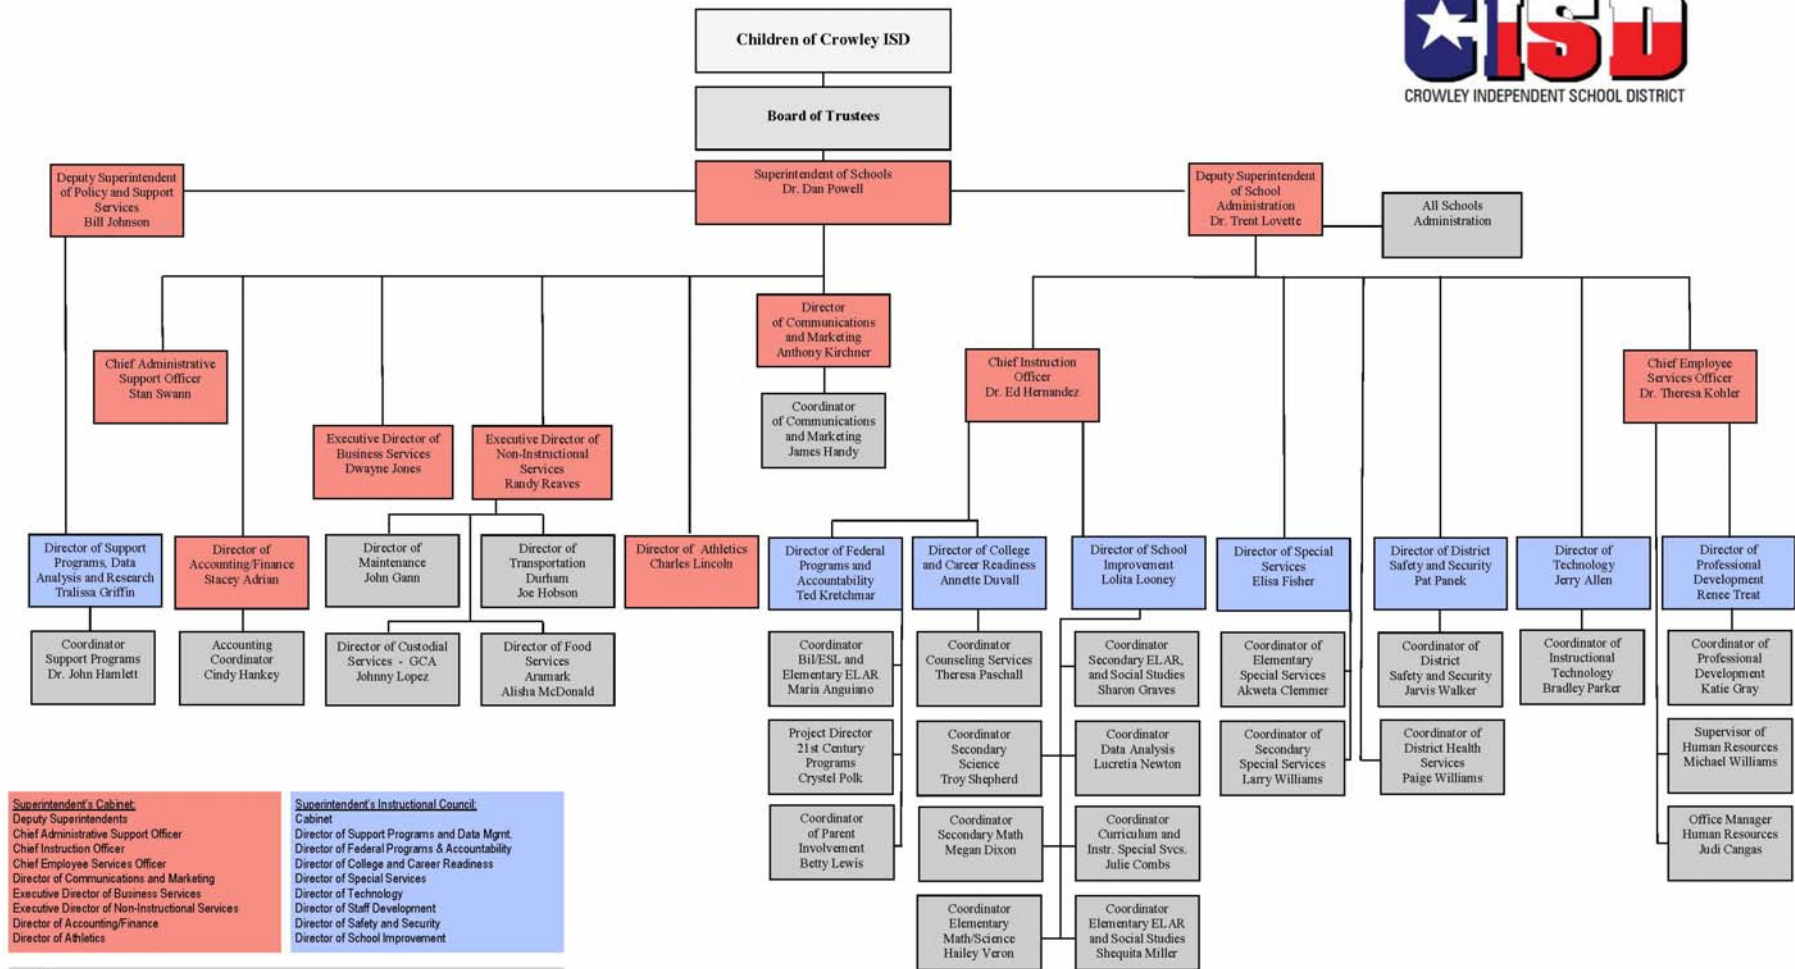 Children of Crowley ISD
CISD
CROWLEY INDEPENDENT SCHOOL DISTRICT
Board of Trustees
Deputy Superintendent
of Policy and Support
Services
Bill Johnson
Superintendent of Schools
Dr. Dan Powell
Deputy Superintendent
of School
Administration
Dr. Trent Lovette
All Schools
Administration
Director
of Communications
and Marketing
Anthony Kirchner
Chief Administrative
Support Officer
Stan Swann
Chief Instruction
Officer
Dr. Ed Hernandez
Chief Employee
Services Officer
Dr. Theresa Kohler
Coordinator
of Communications
and Marketing
James Handy
Executive Director of
Business Services
Dwayne Jones
Executive Director of
Non-Instructional
Services
Randy Reaves
Director of Support
Programs, Data
Analysis and Research
Tralissa Griffin
Director of
Accounting/Finance
Stacey Adrian
Director of
Maintenance
John Gann
Director of
Transportation
Durham
Joe Hobson
Director of Athletics
Charles Lincoln
Director of Federal
Programs and
Accountability
Ted Kretchmar
Director of College
and Career Readiness
Annette Duvall
Director of School
Improvement
Lolita Looney
Director of Special
Services
Elisa Fisher
Director of District
Safety and Security
Pat Panek
Director of
Technology
Jerry Allen
Director of
Professional
Development
Renee Treat
Coordinator
Support Programs
Dr. John Hamlett
Accounting
Coordinator
Cindy Hankey
Director of Custodial
Services - GCA
Johnny Lopez
Director of Food
Services
Aramark
Alisha McDonald
Coordinator
Bil/ESL and
Elementary ELAR
Maria Anguiano
Coordinator
Counseling Services
Theresa Paschall
Coordinator
Secondary ELAR,
and Social Studies
Sharon Graves
Coordinator of
Elementary
Special Services
Akweta Clemmer
Coordinator of
District
Safety and Security
Jarvis Walker
Coordinator of
Instructional
Technology
Bradley Parker
Coordinator of
Professional
Development
Katie Gray
Project Director
21st Century
Programs
Crystel Polk
Coordinator
Secondary
Science
Troy Shepherd
Coordinator
Data Analysis
Lucretia Newton
Coordinator of
Secondary
Special Services
Larry Williams
Coordinator of
District Health
Services
Paige Williams
Supervisor of
Human Resources
Michael Williams
Coordinator
of Parent
Involvement
Betty Lewis
Coordinator
Secondary Math
Megan Dixon
Coordinator
Curriculum and
Instr. Special Svcs.
Julie Combs
Office Manager
Human Resources
Judi Cangas
Coordinator
Elementary
Math/Science
Hailey Veron
Coordinator
Elementary ELAR
and Social Studies
Shequita Miller
Superintendent's Cabinet:
Deputy Superintendents
Chief Administrative Support Officer
Chief Instruction Officer
Chief Employee Services Officer
Director of Communications and Marketing
Executive Director of Business Services
Executive Director of Non-Instructional Services
Director of Accounting/Finance
Director of Athletics
Superintendent's Instructional Council:
Cabinet
Director of Support Programs and Data Mgmt.
Director of Federal Programs & Accountability
Director of College and Career Readiness
Director of Special Services
Director of Technology
Director of Staff Development
Director of Safety and Security
Director of School Improvement